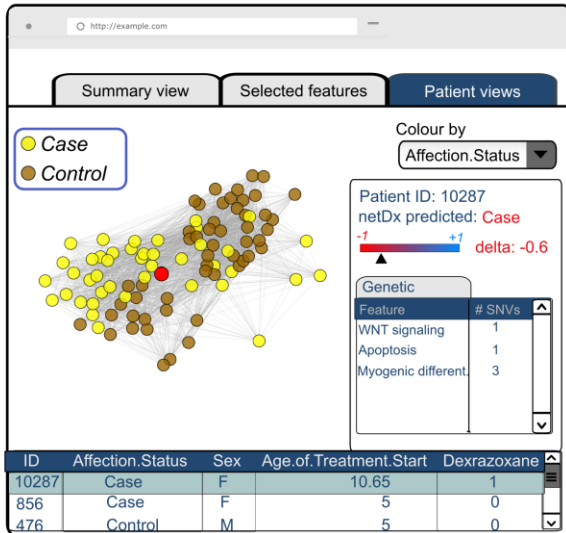 http://example.com
Summary view
Selected features
Patient views
Case
Control
Colour by
Affection.Status
Patient ID: 10287
netDx predicted: Case
-1 +1
delta: -0.6
Genetic
Feature # SNVs
WNT signaling 1
Apoptosis 1
Myogenic different. 3
ID Affection.Status Sex Age.of.Treatment.Start Dexrazoxane
10287 Case F 10.65 1
856 Case F 5 0
476 Control M 5 0